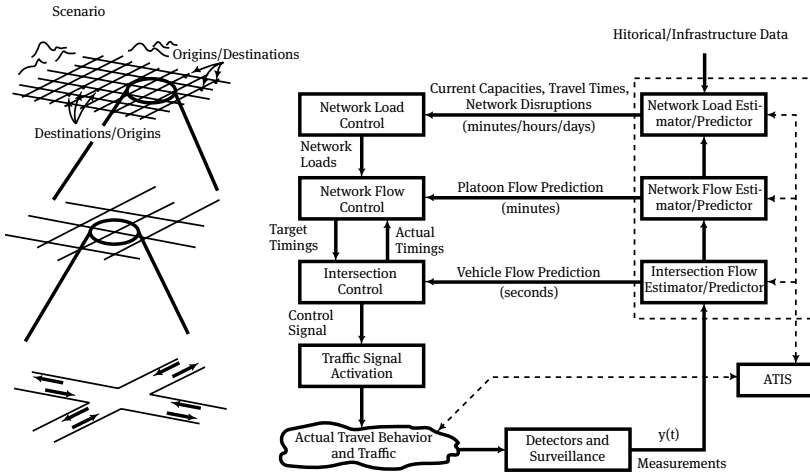 Scenario
Origins/Destinations
Destinations/Origins
Hitorical/Infrastructure Data
Network Load
Control
Current Capacities, Travel Times,
Network Disruptions
(minutes/hours/days)
Network Load Esti-
mator/Predictor
Network
Loads
Network Flow
Control
Platoon Flow Prediction
(minutes)
Network Flow Esti-
mator/Predictor
Target
Timings
Actual
Timings
Intersection
Control
Vehicle Flow Prediction
(seconds)
Intersection Flow
Estimator/Predictor
Control
Signal
Traffic Signal
Activation
ATIS
Actual Travel Behavior
and Traffic
Detectors and
Surveillance
y(t)
Measurements